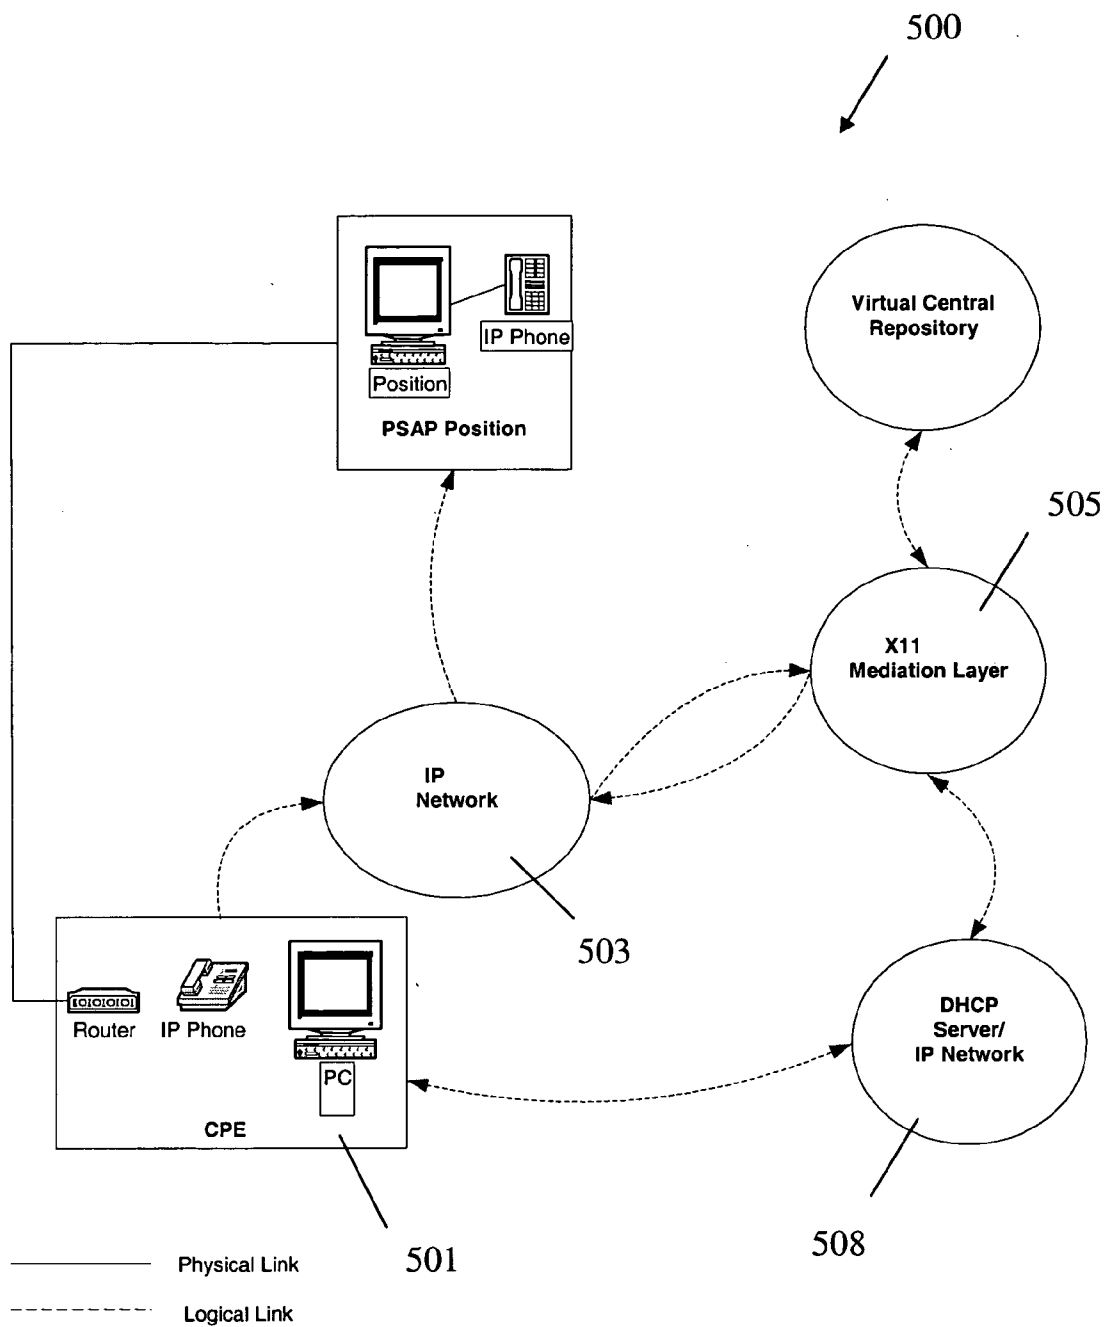 500
Virtual Central
Repository
IP Phone
Position
PSAP Position
505
X11
Mediation Layer
IP
Network
503
Router
IP Phone
PC
CPE
DHCP
Server/
IP Network
501
508
Physical Link
Logical Link